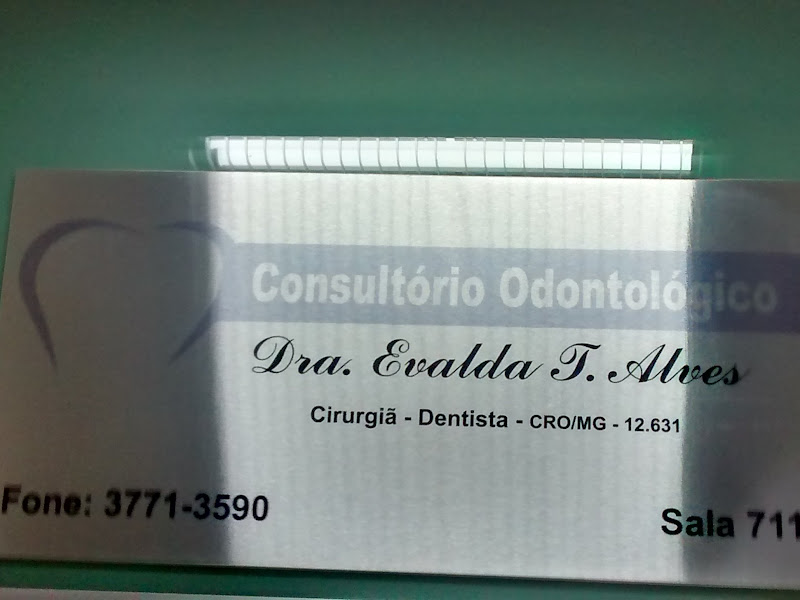 Consultório Odontológico
Dra. Evalda T. Alves
Cirurgiã - Dentista - CRO/MG - 12.631
Fone: 3771-3590
Sala 711